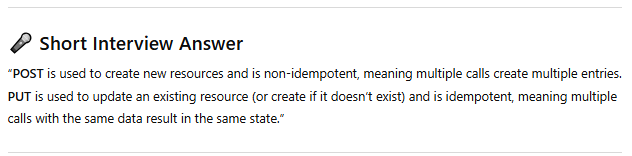 🎤 Short Interview Answer
“POST is used to create new resources and is non-idempotent, meaning multiple calls create multiple entries.
PUT is used to update an existing resource (or create if it doesn’t exist) and is idempotent, meaning multiple
calls with the same data result in the same state.”